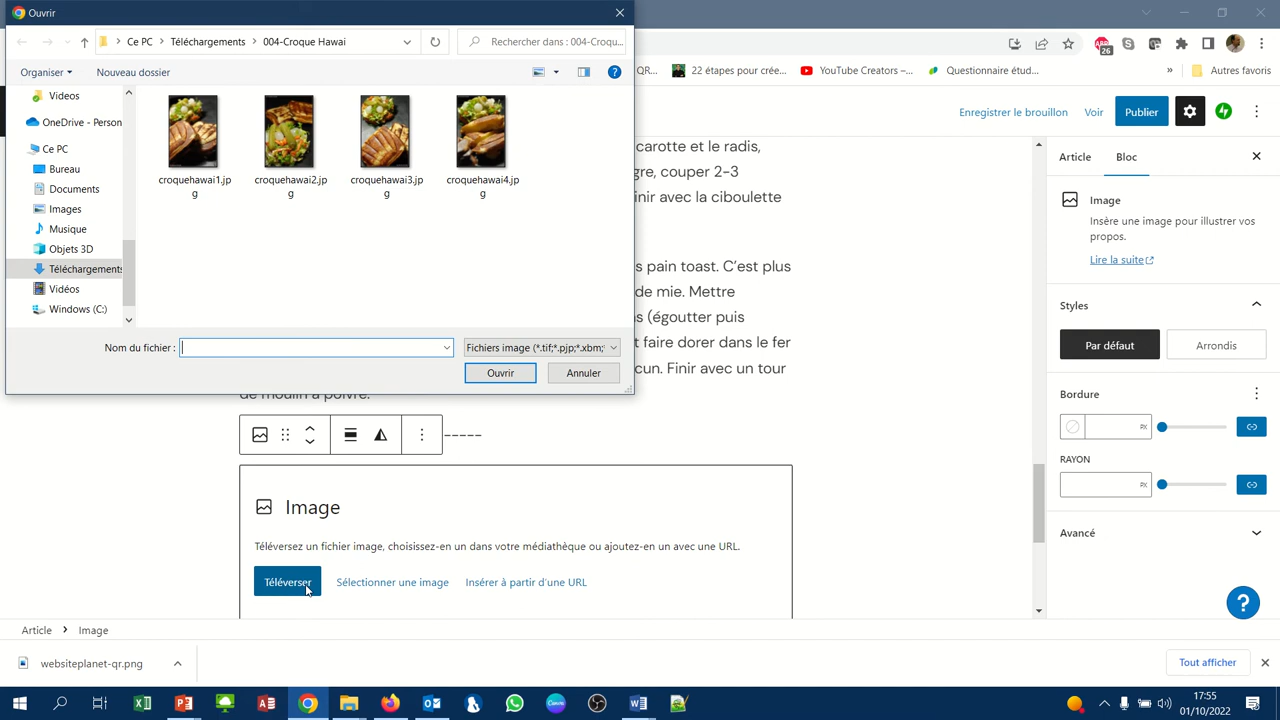 Ouvrir
Ce PC > Téléchargements > 004-Croque Hawai
Rechercher dans : 004-Croqu...
Organiser
Nouveau dossier
Videos
OneDrive - Person
Ce PC
Bureau
Documents
Images
Musique
Objets 3D
Téléchargements
Vidéos
Windows (C:)
croquehawai1.jpg
croquehawai2.jpg
croquehawai3.jpg
croquehawai4.jpg
Nom du fichier :
Fichiers image (*.tif;*.pjp;*.xbm;
Ouvrir
Annuler
26
QR...
22 étapes pour crée...
YouTube Creators –...
Questionnaire étud...
»
Autres favoris
Enregistrer le brouillon
Voir
Publier
carotte et le radis,
gre, couper 2-3
inir avec la ciboulette
s pain toast. C'est plus
de mie. Mettre
s (égoutter puis
t faire dorer dans le fer
cun. Finir avec un tour
de moulin à poivre.
-----
Image
Téléversez un fichier image, choisissez-en un dans votre médiathèque ou ajoutez-en un avec une URL.
Téléverser
Sélectionner une image
Insérer à partir d'une URL
Article
Bloc
Image
Insère une image pour illustrer vos
propos.
Lire la suite
Styles
Par défaut
Arrondis
Bordure
PX
RAYON
PX
Avancé
?
Article > Image
websiteplanet-qr.png
Tout afficher
17:55
01/10/2022